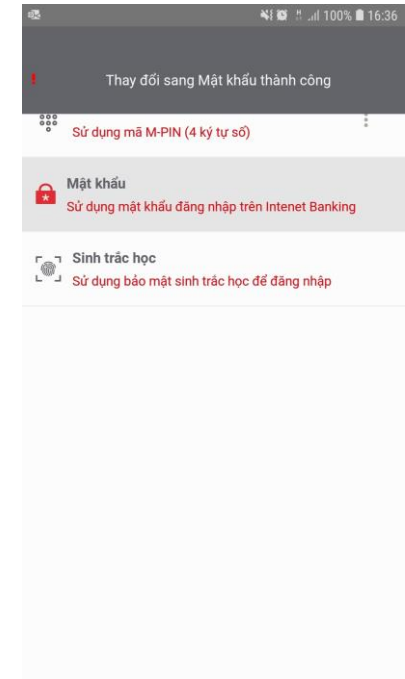 100% 16:36
Thay đổi sang Mật khẩu thành công
Sử dụng mã M-PIN (4 ký tự số)
Mật khẩu
Sử dụng mật khẩu đăng nhập trên Intenet Banking
Sinh trắc học
Sử dụng bảo mật sinh trắc học để đăng nhập